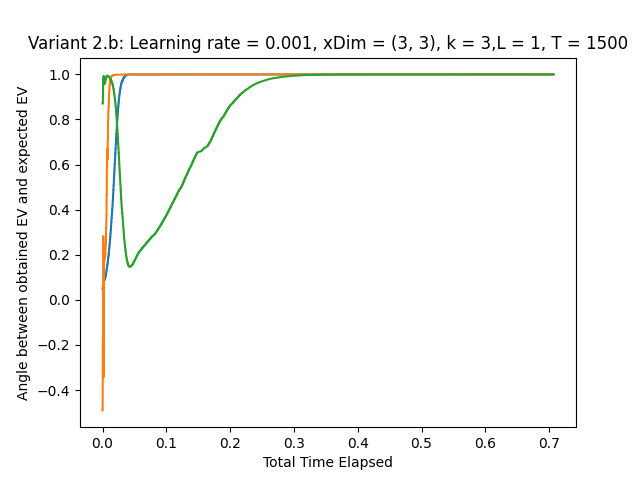 Variant 2.b: Learning rate = 0.001, xDim = (3, 3), k = 3,L = 1, T = 1500
Angle between obtained EV and expected EV
1.0
0.8
0.6
0.4
0.2
0.0
−0.2
−0.4
0.0 0.1 0.2 0.3 0.4 0.5 0.6 0.7
Total Time Elapsed